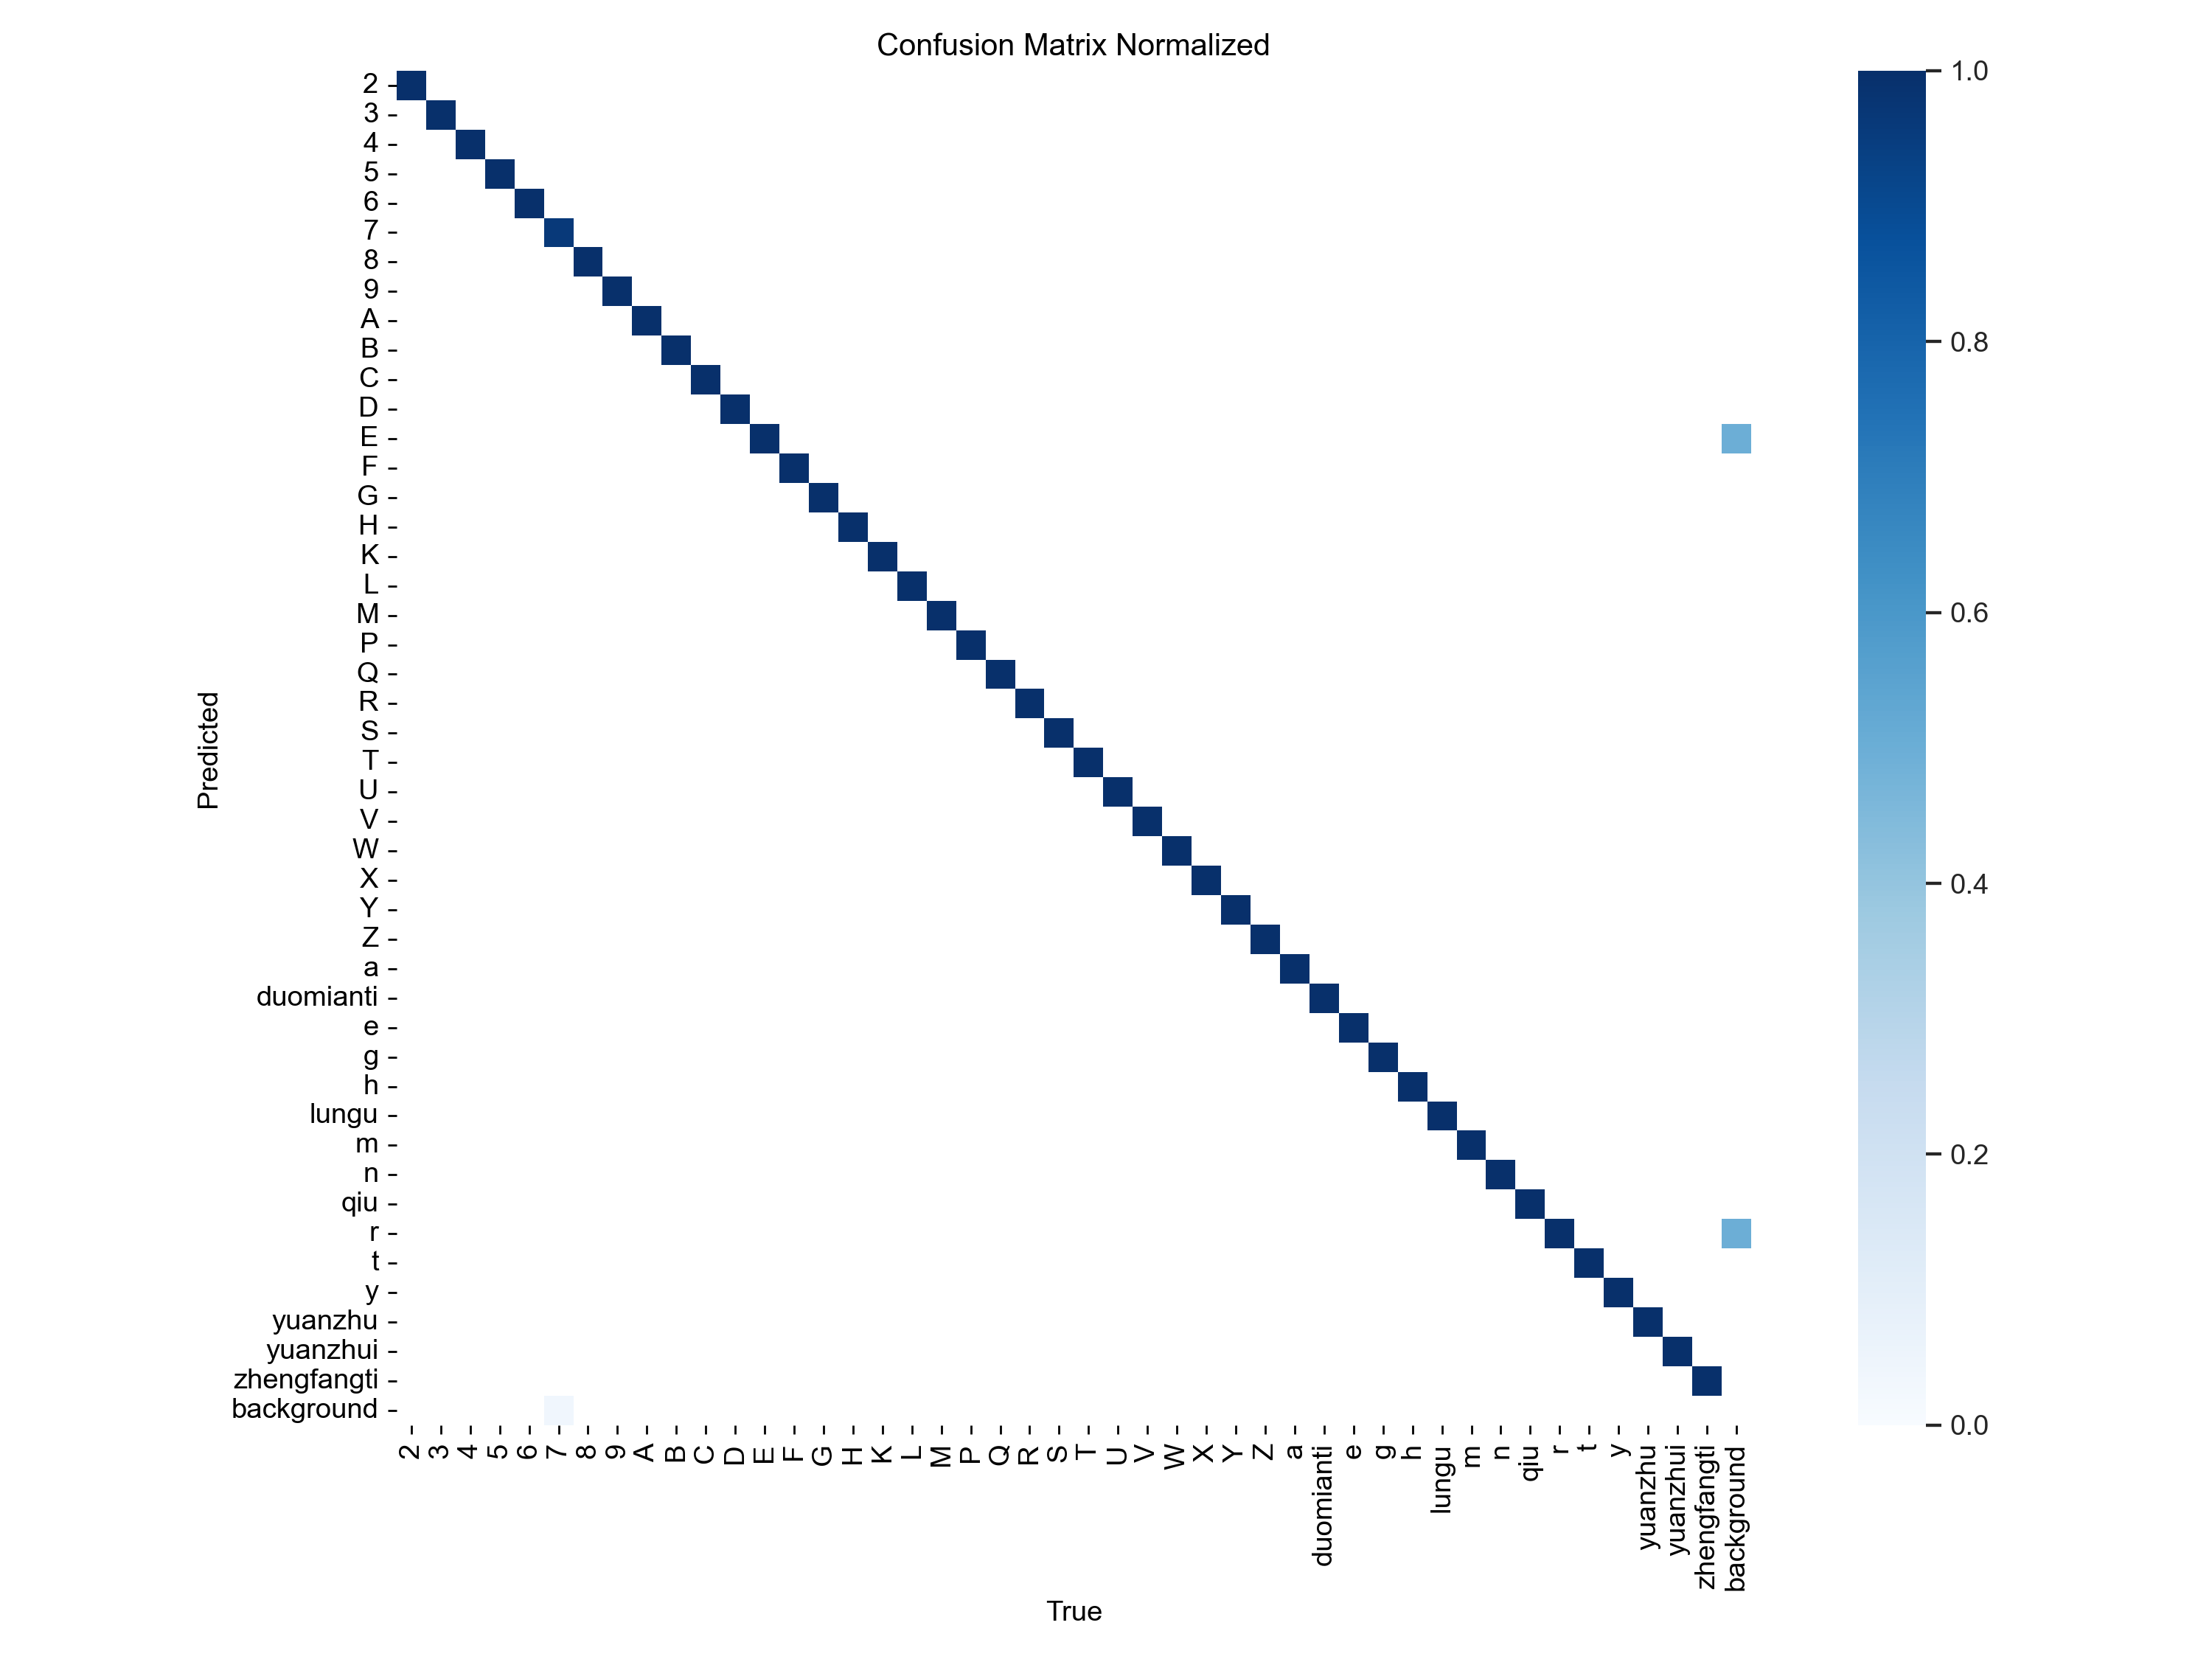 Confusion Matrix Normalized
2
3
4
5
6
7
8
9
A
B
C
D
E
F
G
H
K
L
M
P
Q
R
S
T
U
V
W
X
Y
Z
a
duomianti
e
g
h
lungu
m
n
qiu
r
t
y
yuanzhu
yuanzhui
zhengfangti
background
Predicted
2 3 4 5 6 7 8 9 A B C D E F G H K L M P Q R S T U V W X Y Z a duomianti e g h lungu m n qiu r t y yuanzhu yuanzhui zhengfangti background
True
1.0
0.8
0.6
0.4
0.2
0.0